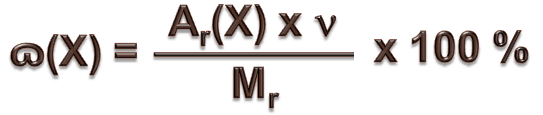 ϖ(X) = Aᵣ(X) x ν / Mᵣ x 100 %